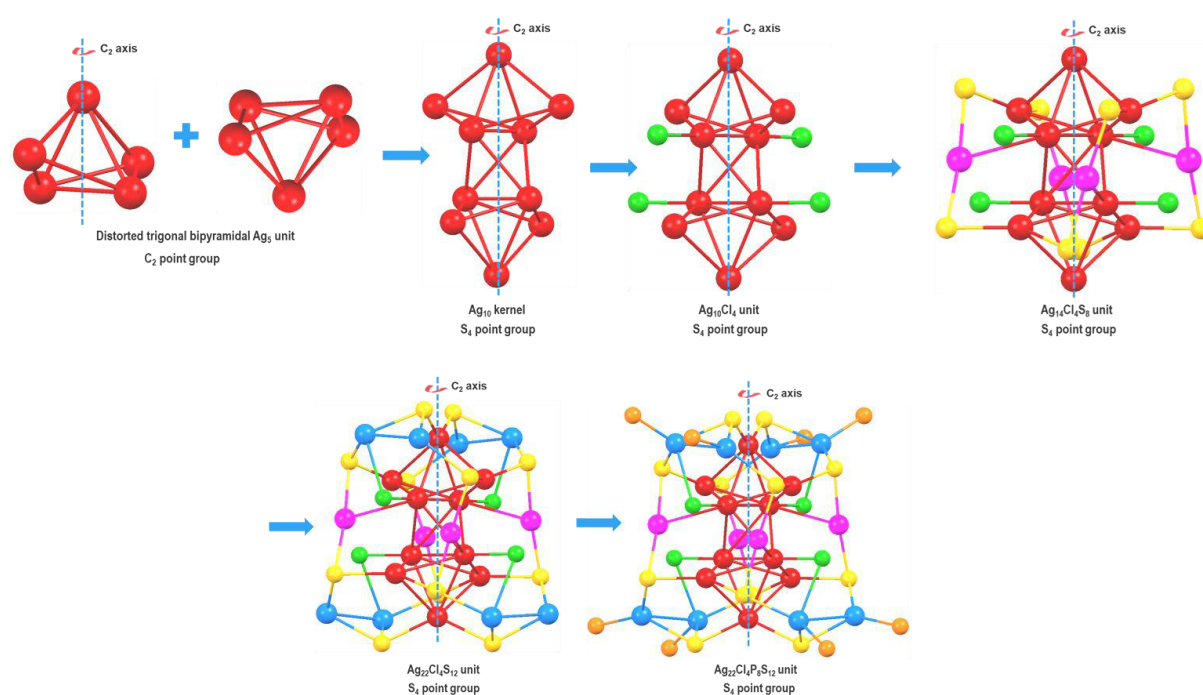 C₂ axis
Distorted trigonal bipyramidal Ag₅ unit
C₂ point group
C₂ axis
Ag₁₀ kernel
S₄ point group
C₂ axis
Ag₁₀Cl₄ unit
S₄ point group
C₂ axis
Ag₁₄Cl₄S₈ unit
S₄ point group
C₂ axis
Ag₂₂Cl₄S₁₂ unit
S₄ point group
C₂ axis
Ag₂₂Cl₄P₈S₁₂ unit
S₄ point group